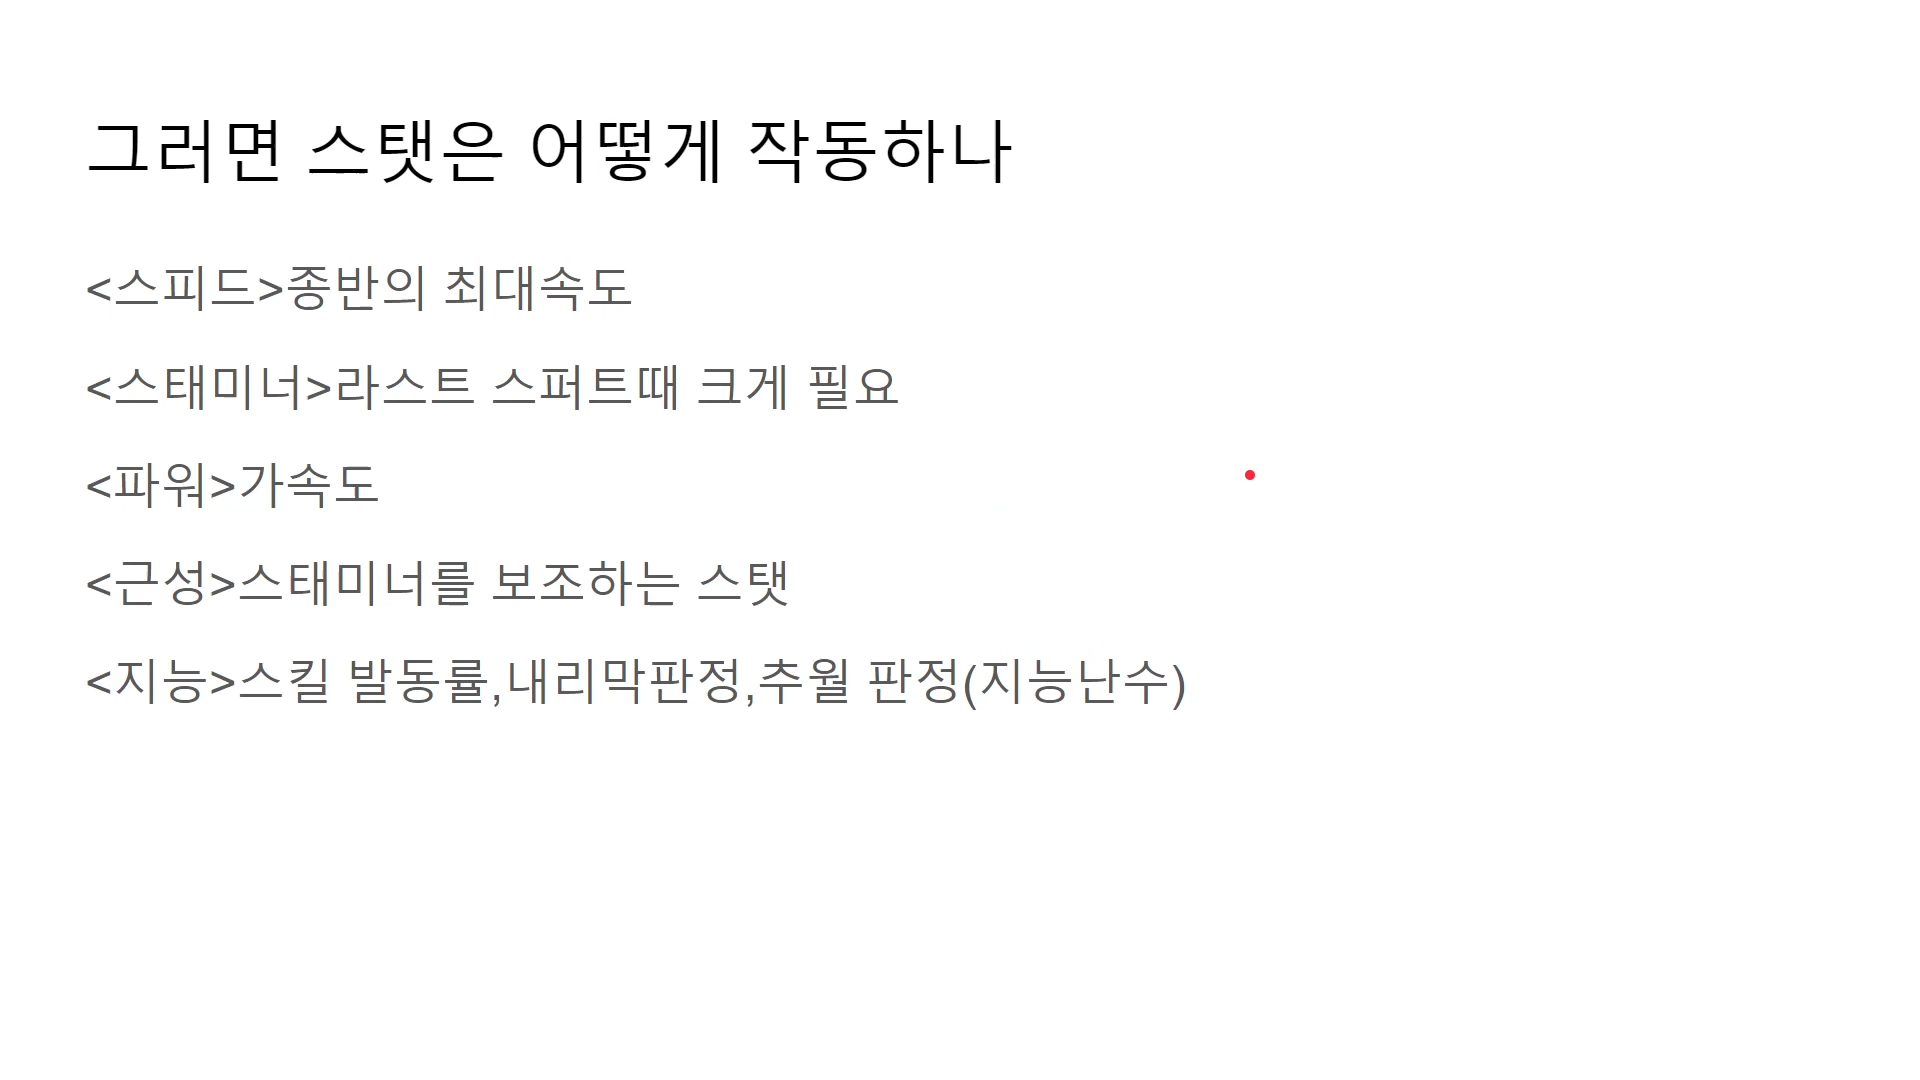 그러면 스탯은 어떻게 작동하나
<스피드>종반의 최대속도
<스태미너>라스트 스퍼트때 크게 필요
<파워>가속도
<근성>스태미너를 보조하는 스탯
<지능>스킬 발동률,내리막판정,추월 판정(지능난수)